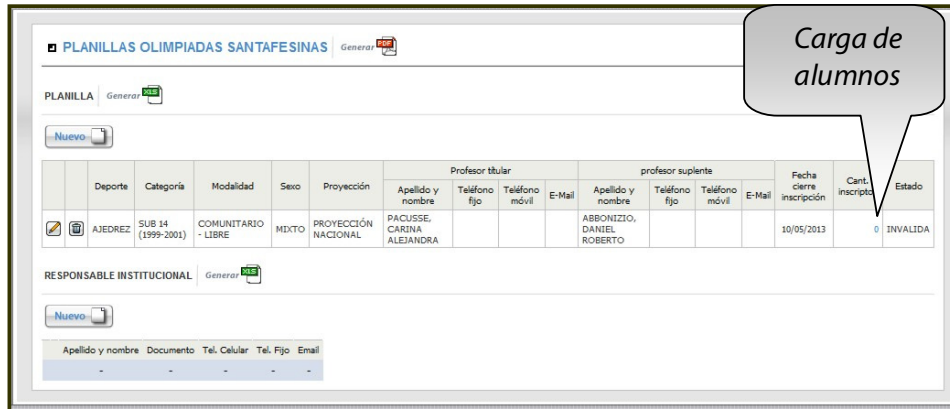 PLANILLAS OLIMPIADAS SANTAFESINAS Generar PDF
Carga de
alumnos
PLANILLA Generar XLS
Nuevo
Profesor titular profesor suplente
Deporte Categoría Modalidad Sexo Proyección Apellido y nombre Teléfono fijo Teléfono móvil E-Mail Apellido y nombre Teléfono fijo Teléfono móvil E-Mail Fecha cierre inscripción Cant. inscripto Estado
AJEDREZ SUB 14 (1999-2001) COMUNITARIO - LIBRE MIXTO PROYECCIÓN NACIONAL PACUSSE, CARINA ALEJANDRA ABBONIZIO, DANIEL ROBERTO 10/05/2013 0 INVALIDA
RESPONSABLE INSTITUCIONAL Generar XLS
Nuevo
Apellido y nombre Documento Tel. Celular Tel. Fijo Email
- - - - -